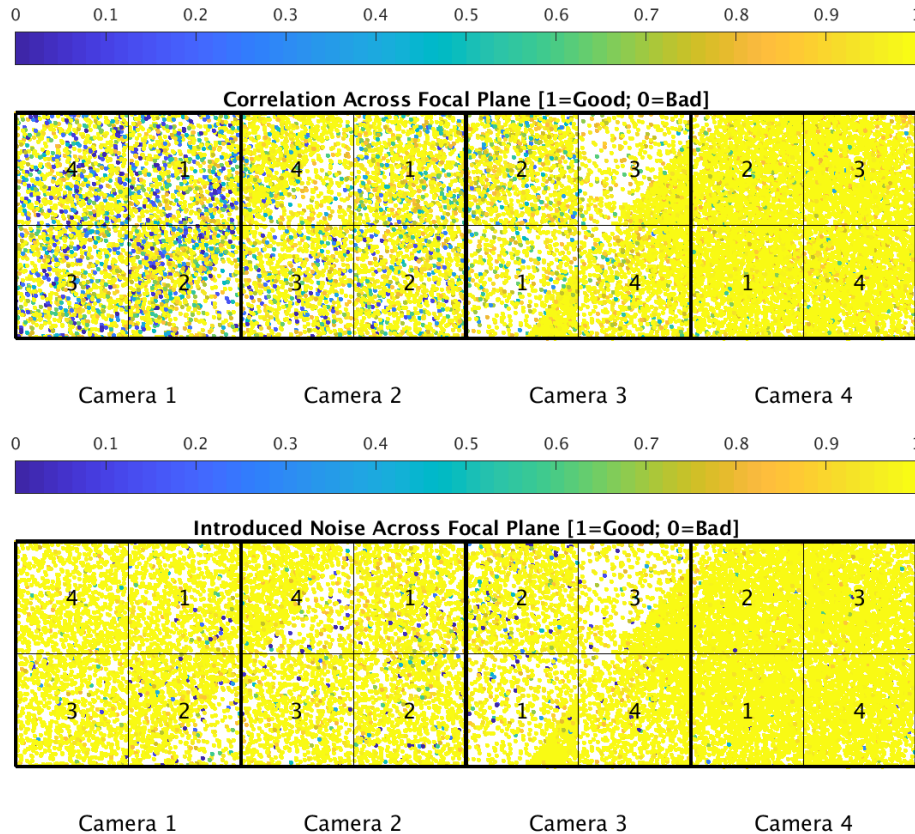 0 0.1 0.2 0.3 0.4 0.5 0.6 0.7 0.8 0.9
Correlation Across Focal Plane [1=Good; 0=Bad]
4 1 4 1 2 3 2 3
3 2 3 2 1 4 1 4
Camera 1 Camera 2 Camera 3 Camera 4
0 0.1 0.2 0.3 0.4 0.5 0.6 0.7 0.8 0.9
Introduced Noise Across Focal Plane [1=Good; 0=Bad]
4 1 4 1 2 3 2 3
3 2 3 2 1 4 1 4
Camera 1 Camera 2 Camera 3 Camera 4